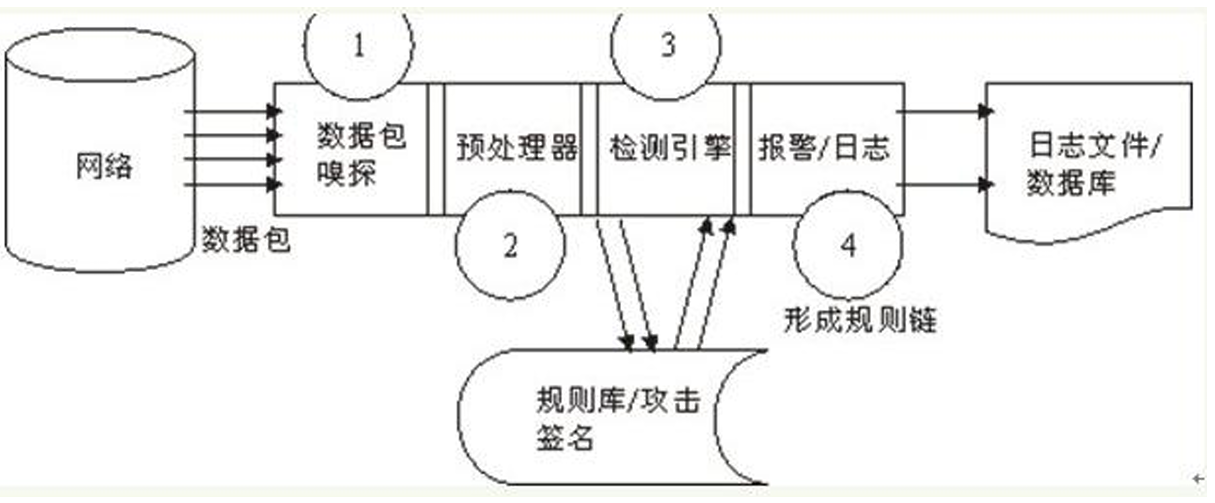 1
3
网络
数据包
嗅探
预处理器
检测引擎
报警/日志
日志文件/
数据库
数据包
2
4
形成规则链
规则库/攻击
签名